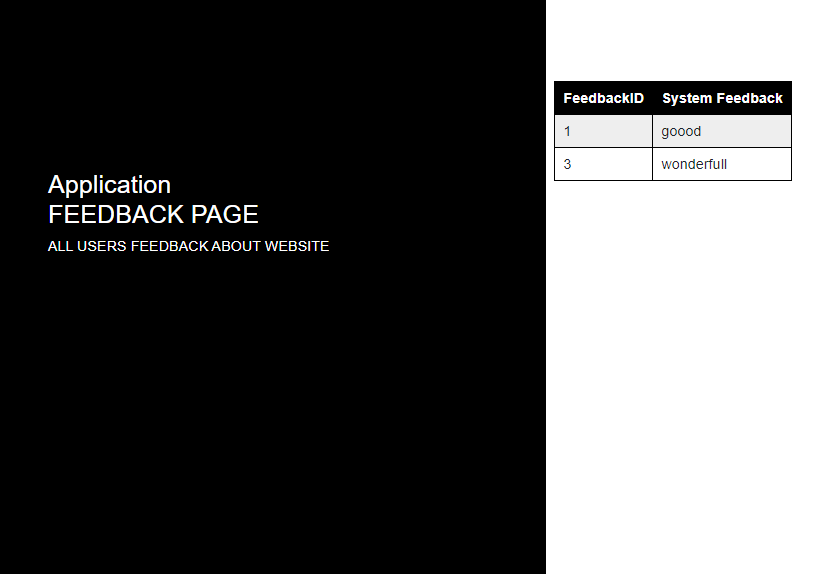 Application
FEEDBACK PAGE
ALL USERS FEEDBACK ABOUT WEBSITE
FeedbackID System Feedback
1 goood
3 wonderfull